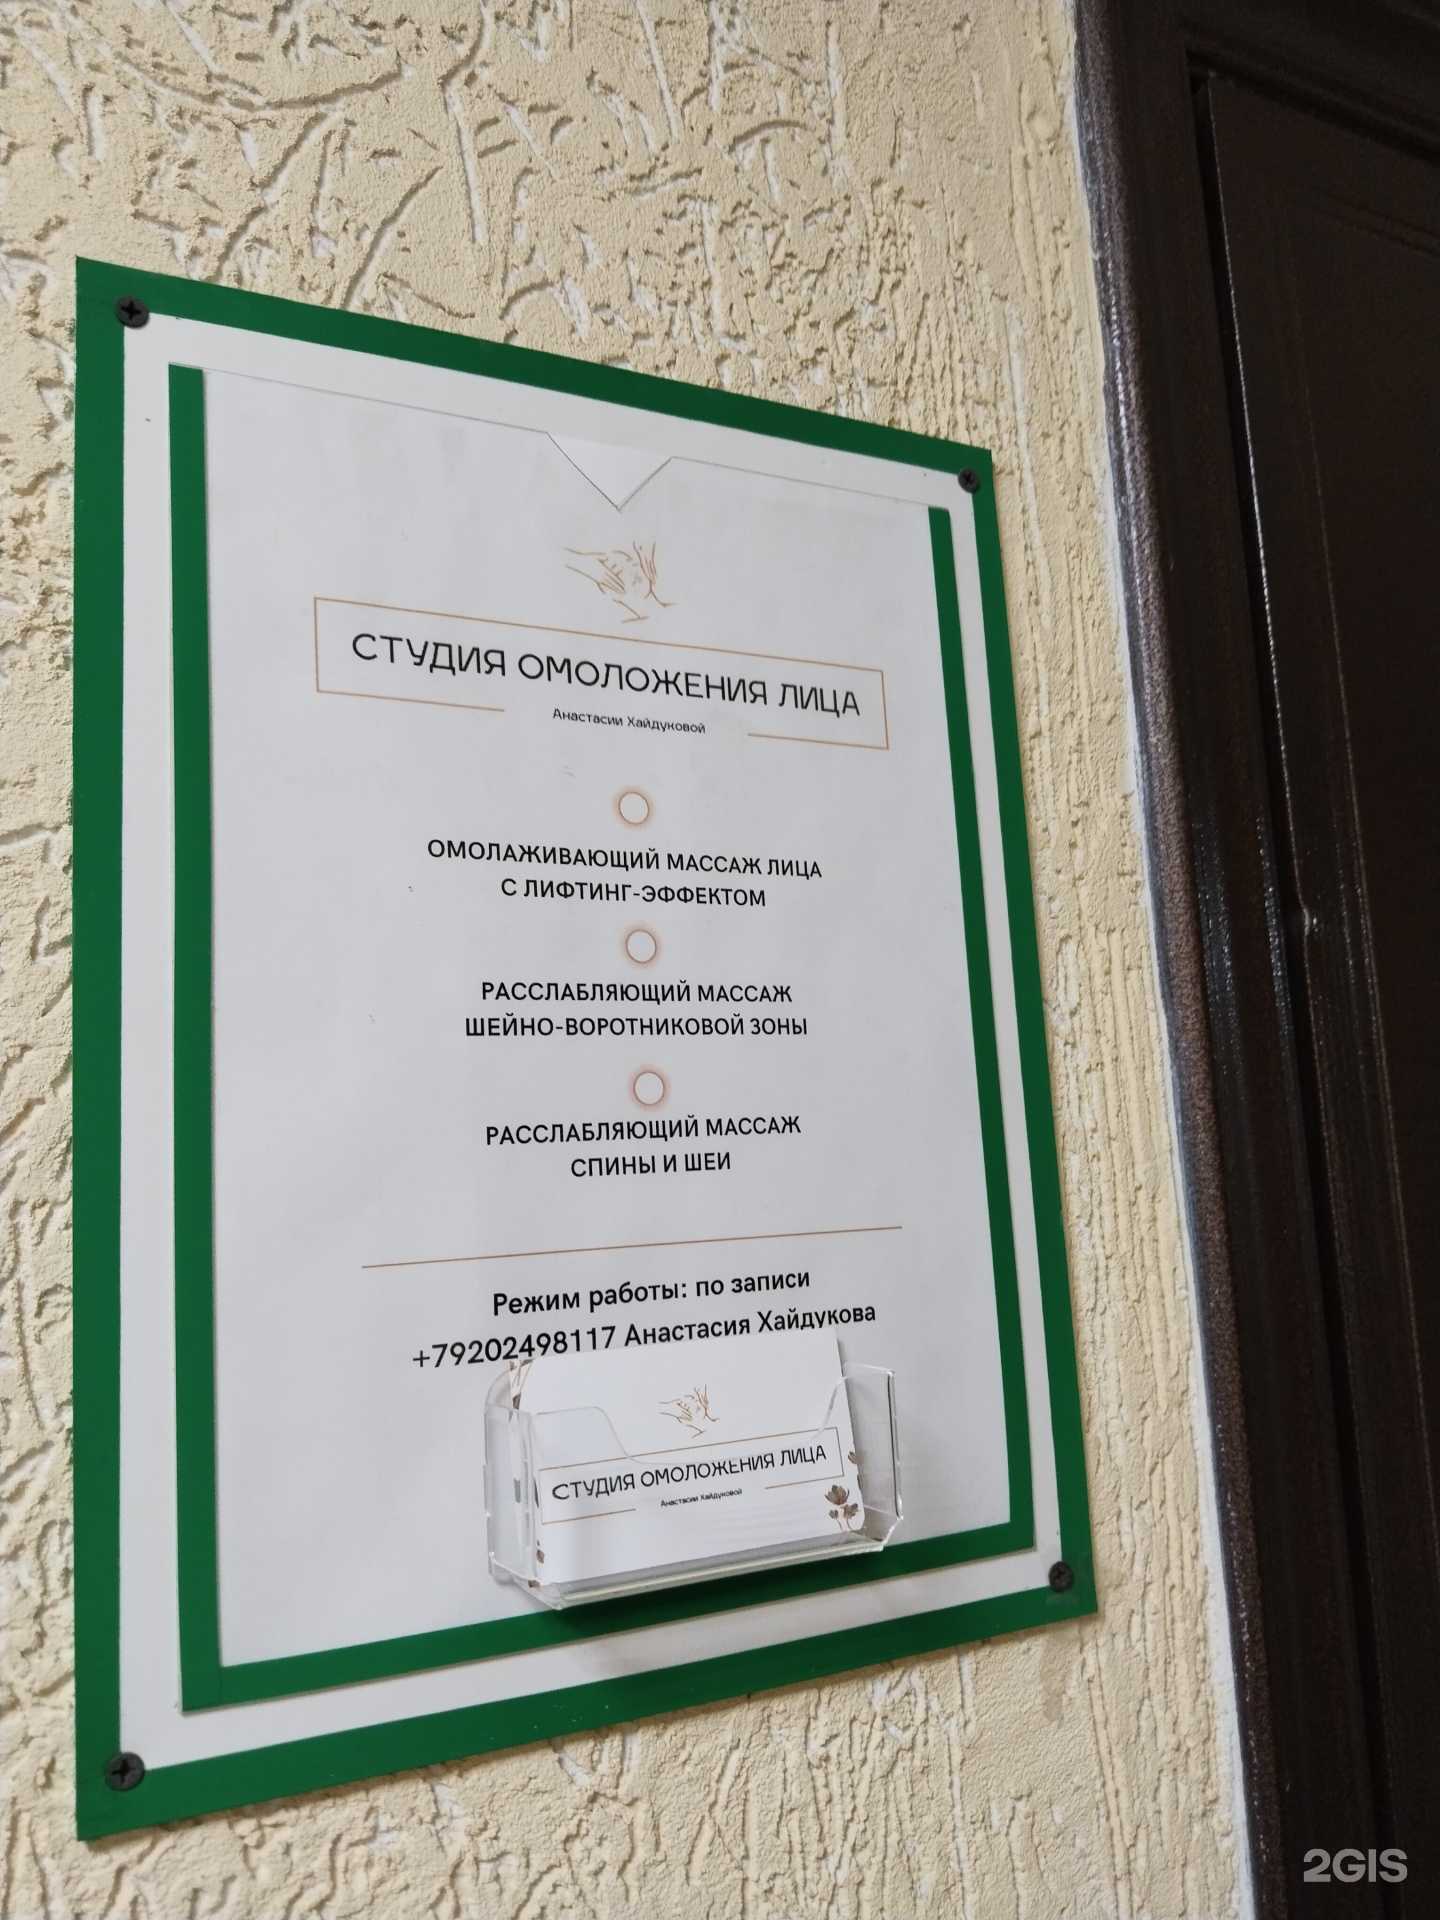 СТУДИЯ ОМОЛОЖЕНИЯ ЛИЦА
Анастасии Хайдуковой
ОМОЛАЖИВАЮЩИЙ МАССАЖ ЛИЦА
С ЛИФТИНГ-ЭФФЕКТОМ
РАССЛАБЛЯЮЩИЙ МАССАЖ
ШЕЙНО-ВОРОТНИКОВОЙ ЗОНЫ
РАССЛАБЛЯЮЩИЙ МАССАЖ
СПИНЫ И ШЕИ
Режим работы: по записи
+79202498117 Анастасия Хайдукова
СТУДИЯ ОМОЛОЖЕНИЯ ЛИЦА
Анастасии Хайдуковой
2GIS